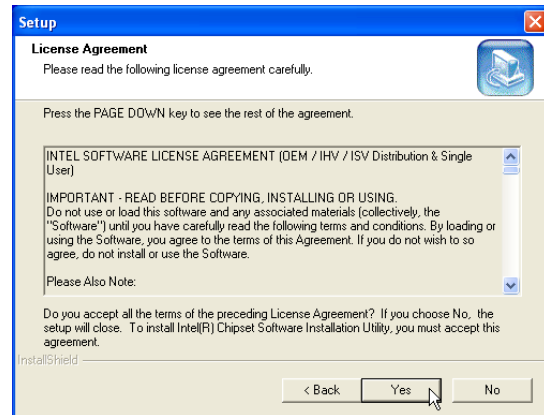 Setup
License Agreement
Please read the following license agreement carefully.
Press the PAGE DOWN key to see the rest of the agreement.
INTEL SOFTWARE LICENSE AGREEMENT (OEM / IHV / ISV Distribution & Single
User)
IMPORTANT - READ BEFORE COPYING, INSTALLING OR USING.
Do not use or load this software and any associated materials (collectively, the
"Software") until you have carefully read the following terms and conditions. By loading or
using the Software, you agree to the terms of this Agreement. If you do not wish to so
agree, do not install or use the Software.
Please Also Note:
Do you accept all the terms of the preceding License Agreement? If you choose No, the
setup will close. To install Intel(R) Chipset Software Installation Utility, you must accept this
agreement.
InstallShield
< Back Yes No